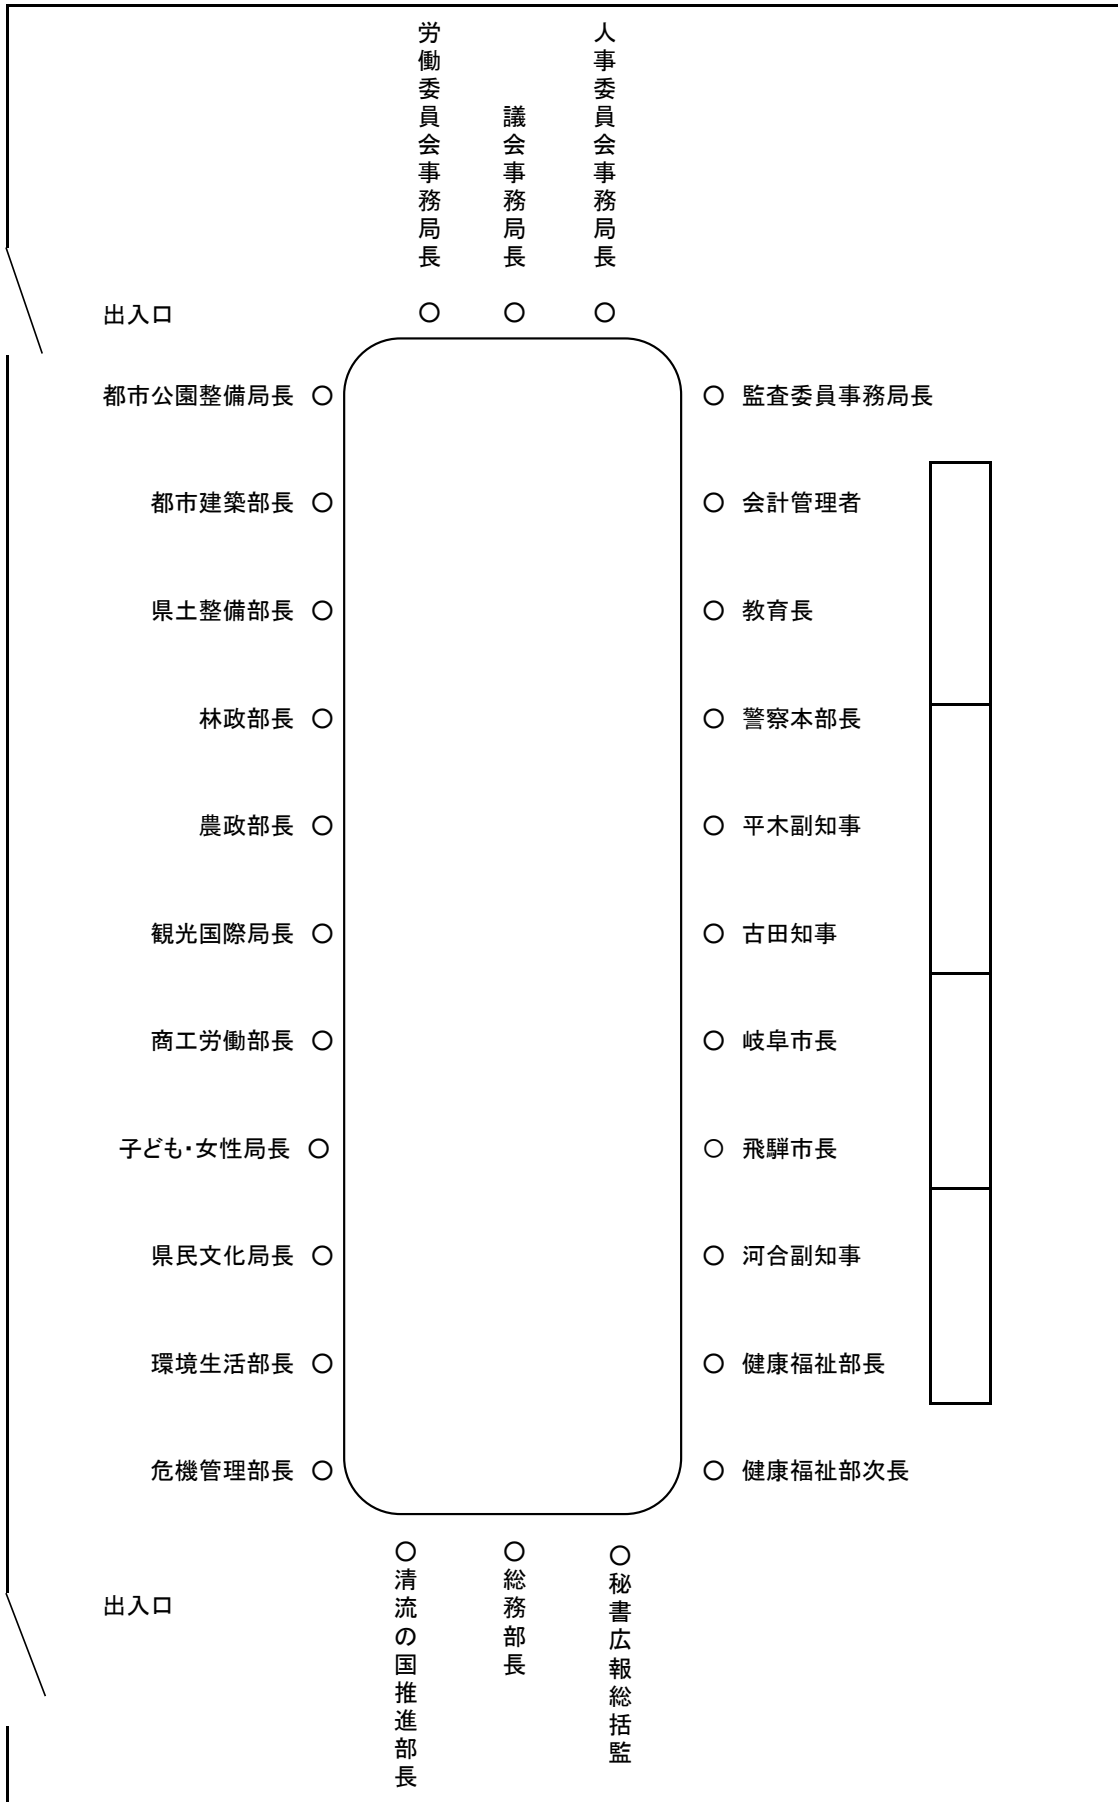 労働委員会事務局長
議会事務局長
人事委員会事務局長
出入口 ○ ○ ○
都市公園整備局長 ○ ○ 監査委員事務局長
都市建築部長 ○ ○ 会計管理者
県土整備部長 ○ ○ 教育長
林政部長 ○ ○ 警察本部長
農政部長 ○ ○ 平木副知事
観光国際局長 ○ ○ 古田知事
商工労働部長 ○ ○ 岐阜市長
子ども・女性局長 ○ ○ 飛騨市長
県民文化局長 ○ ○ 河合副知事
環境生活部長 ○ ○ 健康福祉部長
危機管理部長 ○ ○ 健康福祉部次長
出入口
○清流の国推進部長
○総務部長
○秘書広報総括監